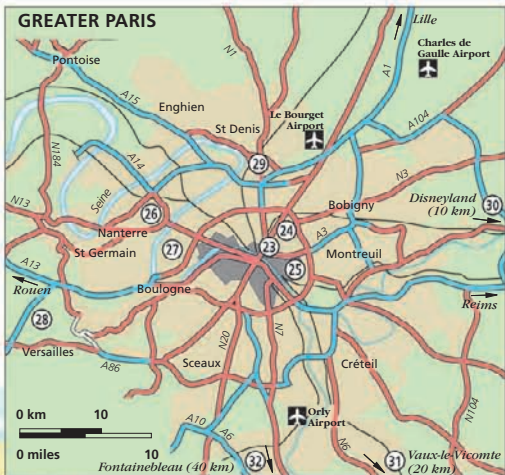 GREATER PARIS
Lille
Charles de
Gaulle Airport
Pontoise
N1
A1
A15
Enghien
Le Bourget
Airport
A104
St Denis
N184
A14
29
N3
Seine
Disneyland
(10 km)
30
N13
26
24
Bobigny
Nanterre
23
A3
St Germain
27
Montreuil
25
A13
Rouen
Boulogne
Reims
28
N20
N7
Versailles
A86
Sceaux
Créteil
N104
0 km 10
A10
Orly
Airport
A6
N6
0 miles 10
Fontainebleau (40 km)
32
31
Vaux-le-Vicomte
(20 km)